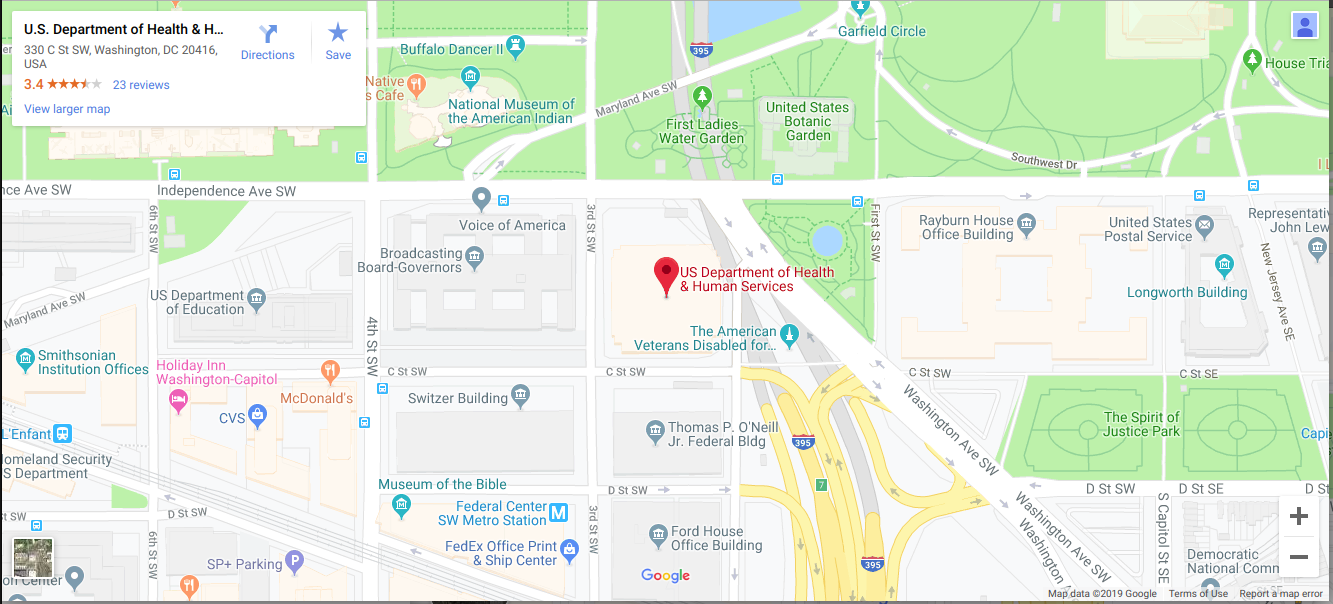 U.S. Department of Health & H...
330 C St SW, Washington, DC 20416,
USA
3.4
23 reviews
View larger map
Directions
Save
Buffalo Dancer II
395
Garfield Circle
House Tria
Native
s Cafe
National Museum of
the American Indian
Maryland Ave SW
First Ladies
Water Garden
United States
Botanic
Garden
Southwest Dr
nce Ave SW
Independence Ave SW
6th St SW
Voice of America
3rd St SW
First St SW
Rayburn House
Office Building
United States
Postal Service
Representativ
John Lew
New Jersey Ave SE
Broadcasting
Board-Governors
US Department of Health
& Human Services
US Department
of Education
Longworth Building
Maryland Ave SW
4th St SW
The American
Veterans Disabled for...
Smithsonian
Institution Offices
Holiday Inn
Washington-Capitol
McDonald's
C St SW
C St SW
C St SW
C St SE
Switzer Building
CVS
Washington Ave SW
The Spirit of
Justice Park
L'Enfant
Thomas P. O'Neill
Jr. Federal Bldg
395
Capi
omeland Security
S Department
Museum of the Bible
7
D St SW
D St SW
D St SE
D St
St SW
D St SW
Federal Center
SW Metro Station
M
3rd St SW
Washington Ave SW
Washington
S Capitol St SE
6th St SW
Ford House
Office Building
FedEx Office Print
& Ship Center
SP+ Parking
P
395
Democratic
National Comm
on Center
Google
Map data ©2019 Google
Terms of Use
Report a map error